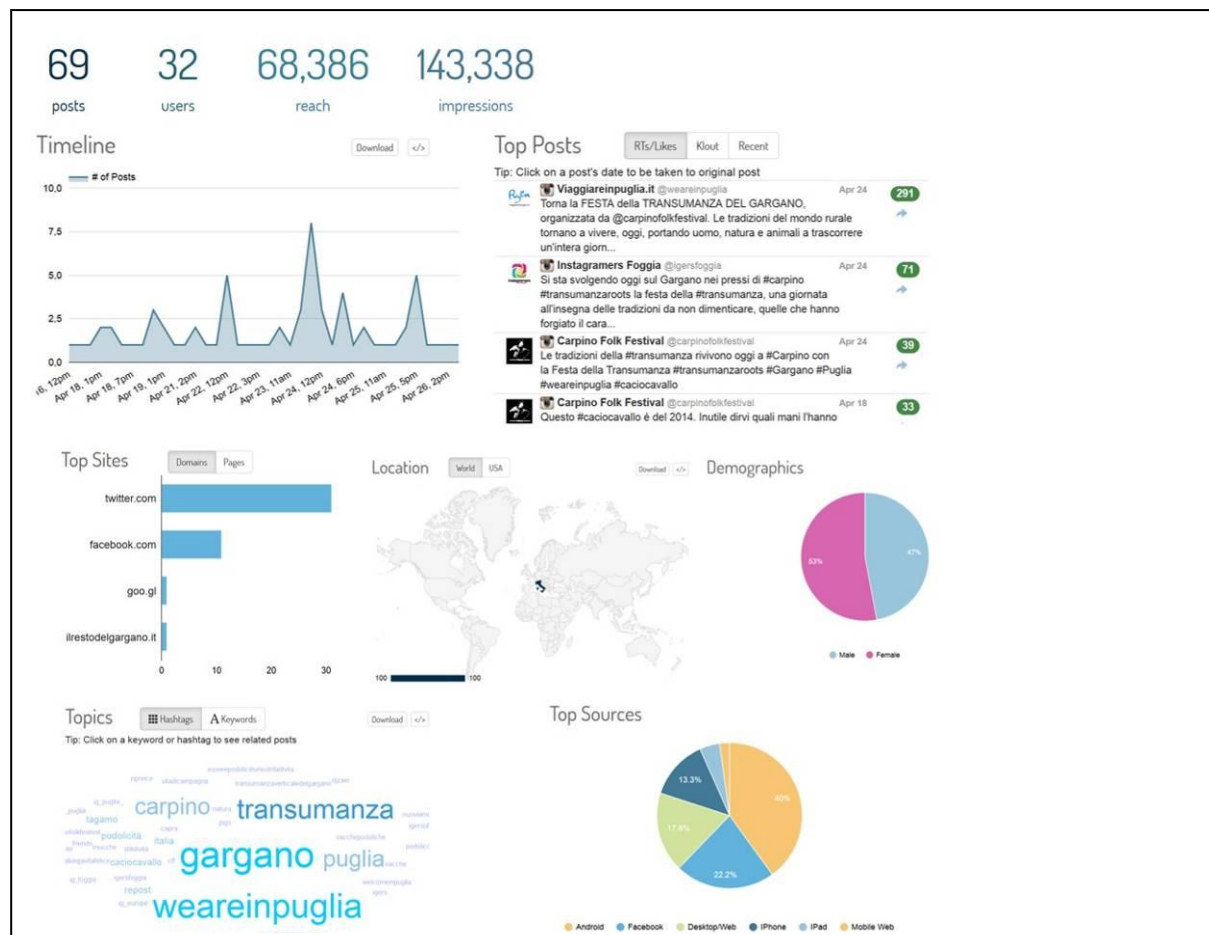 69
posts
32
users
68,386
reach
143,338
impressions
Timeline
Download
</>
# of Posts
10,0
7,5
5,0
2,5
0,0
6, 12pm
Apr 18, 1pm
Apr 18, 7pm
Apr 19, 1pm
Apr 21, 2pm
Apr 22, 12pm
Apr 22, 3pm
Apr 23, 11am
Apr 24, 12pm
Apr 24, 6pm
Apr 25, 11am
Apr 25, 5pm
Apr 26, 2pm
Top Posts
RTs/Likes Klout Recent
Tip: Click on a post's date to be taken to original post
Viaggiareinpuglia.it @weareinpuglia Apr 24 291
Torna la FESTA della TRANSUMANZA DEL GARGANO,
organizzata da @carpinofolkfestival. Le tradizioni del mondo rurale
tornano a vivere, oggi, portando uomo, natura e animali a trascorrere
un'intera giorn...
Instagramers Foggia @igersfoggia Apr 24 71
Si sta svolgendo oggi sul Gargano nei pressi di #carpino
#transumanzaroots la festa della #transumanza, una giornata
all'insegna delle tradizioni da non dimenticare, quelle che hanno
forgiato il cara...
Carpino Folk Festival @carpinofolkfestival Apr 24 39
Le tradizioni della #transumanza rivivono oggi a #Carpino con
la Festa della Transumanza #transumanzaroots #Gargano #Puglia
#weareinpuglia #caciocavallo
Carpino Folk Festival @carpinofolkfestival Apr 18 33
Questo #caciocavallo è del 2014. Inutile dirvi quali mani l'hanno
Top Sites
Domains Pages
twitter.com
facebook.com
goo.gl
ilrestodelgargano.it
0 10 20 30
Location
World USA
Download </>
100 100
Demographics
53%
47%
Male Female
Topics
Hashtags A Keywords
Download </>
Tip: Click on a keyword or hashtag to see related posts
carpino
natura
transumanza
tagamo
podolicità
capra
italia
vacchepodoliche
caciocavallo
gargano
puglia
vacche
igersfoggia
repost
weareinpuglia
Top Sources
40%
22.2%
17.8%
13.3%
Android Facebook Desktop/Web IPhone IPad Mobile Web